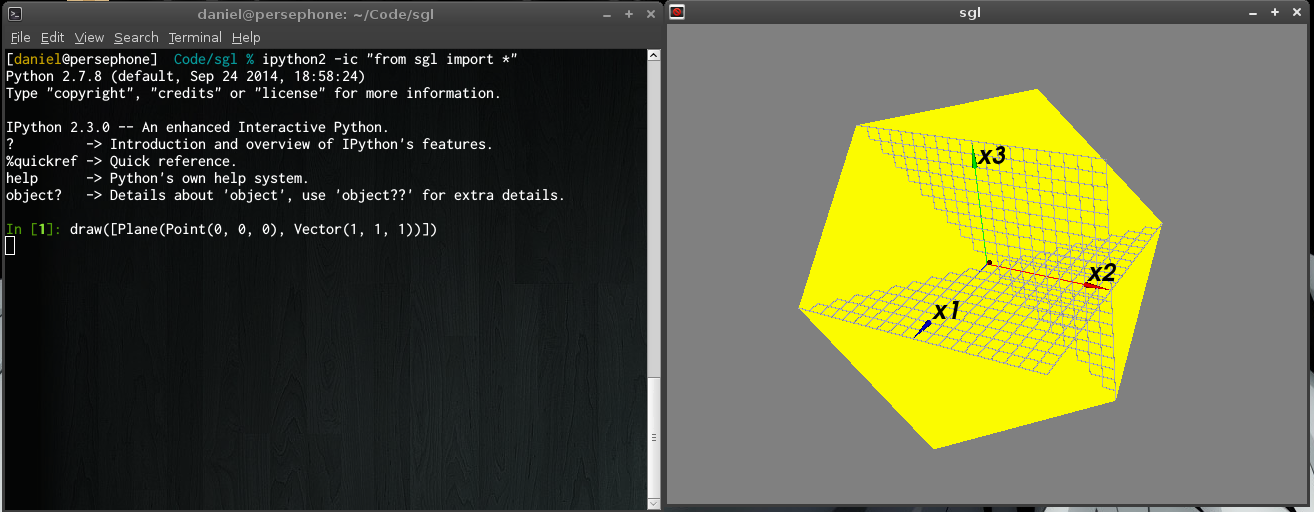 daniel@persephone: ~/Code/sgl
File Edit View Search Terminal Help
[daniel@persephone] Code/sgl % ipython2 -ic "from sgl import *"
Python 2.7.8 (default, Sep 24 2014, 18:58:24)
Type "copyright", "credits" or "license" for more information.
IPython 2.3.0 -- An enhanced Interactive Python.
? -> Introduction and overview of IPython's features.
%quickref -> Quick reference.
help -> Python's own help system.
object? -> Details about 'object', use 'object??' for extra details.
In [1]: draw([Plane(Point(0, 0, 0), Vector(1, 1, 1))])
sgl
x3
x2
x1